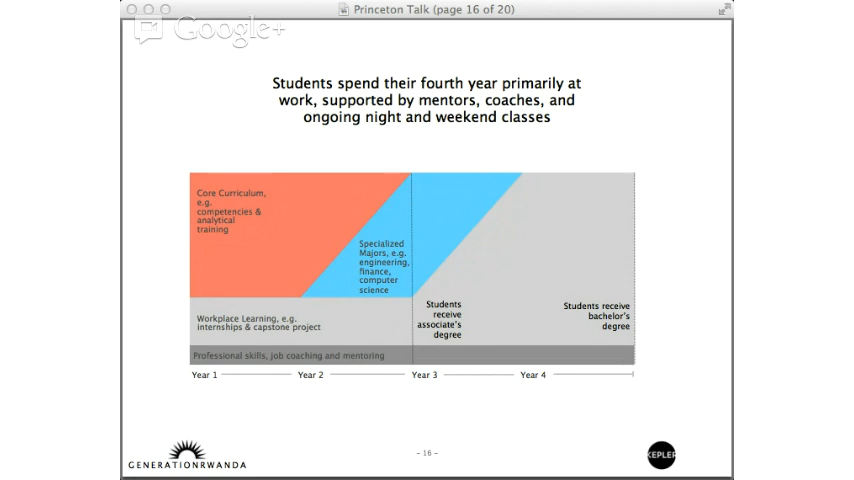 Princeton Talk (page 16 of 20)
Google+
Students spend their fourth year primarily at
work, supported by mentors, coaches, and
ongoing night and weekend classes
Core Curriculum,
e.g.
competencies &
analytical
training
Specialized
Majors, e.g.
engineering,
finance,
computer
science
Workplace Learning, e.g.
internships & capstone project
Students
receive
associate's
degree
Students receive
bachelor's
degree
Professional skills, job coaching and mentoring
Year 1
Year 2
Year 3
Year 4
GENERATIONRWANDA
- 16 -
KEPLER